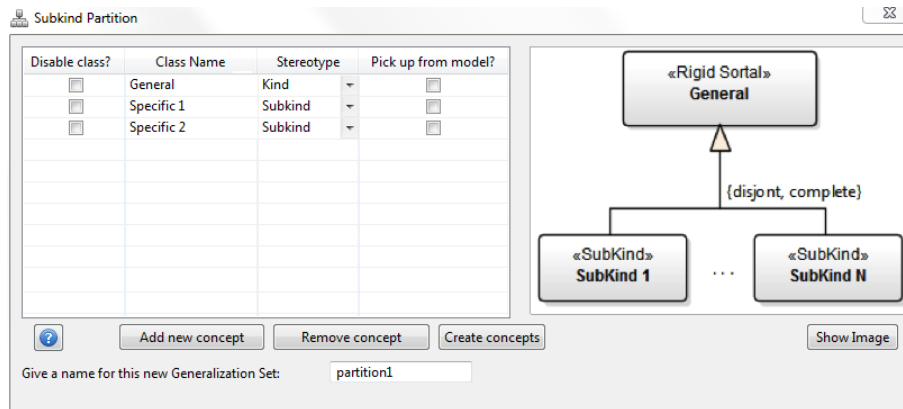 Subkind Partition
Disable class? Class Name Stereotype Pick up from model?
General Kind
Specific 1 Subkind
Specific 2 Subkind
«Rigid Sortal»
General
{disjont, complete}
«SubKind» «SubKind»
SubKind 1 . . . SubKind N
? Add new concept Remove concept Create concepts Show Image
Give a name for this new Generalization Set: partition1